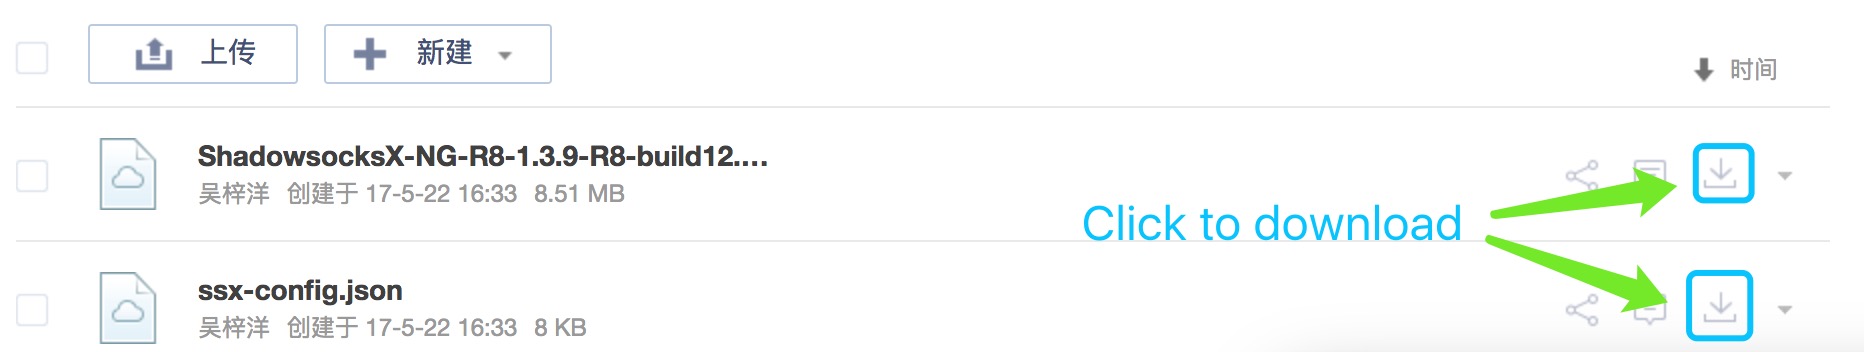 上传 新建
时间
ShadowsocksX-NG-R8-1.3.9-R8-build12....
吴梓洋 创建于 17-5-22 16:33 8.51 MB
Click to download
ssx-config.json
吴梓洋 创建于 17-5-22 16:33 8 KB